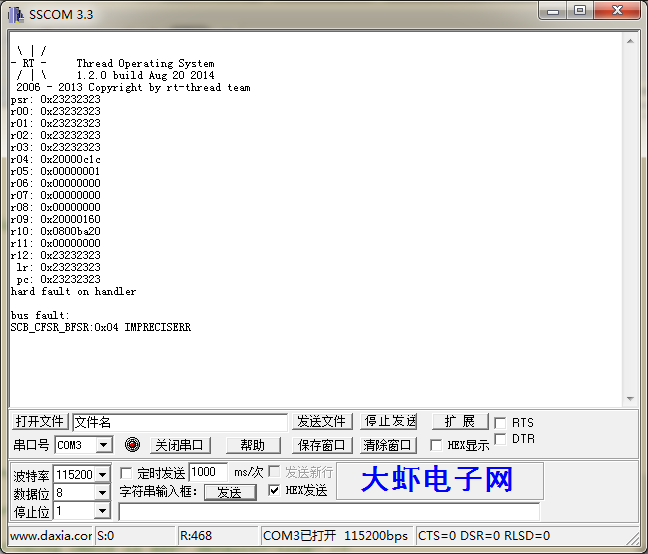 SSCOM 3.3
\ | /
- RT -     Thread Operating System
/ | \     1.2.0 build Aug 20 2014
2006 - 2013 Copyright by rt-thread team
psr: 0x23232323
r00: 0x23232323
r01: 0x23232323
r02: 0x23232323
r03: 0x23232323
r04: 0x20000c1c
r05: 0x00000001
r06: 0x00000000
r07: 0x00000000
r08: 0x00000000
r09: 0x20000160
r10: 0x0800ba20
r11: 0x00000000
r12: 0x23232323
lr: 0x23232323
pc: 0x23232323
hard fault on handler
bus fault:
SCB_CFSR_BFSR:0x04 IMPRECISERR
打开文件 文件名 发送文件 停止发送 扩 展 RTS
串口号 COM3 关闭串口 帮助 保存窗口 清除窗口 HEX显示 DTR
波特率 115200 定时发送 1000 ms/次 发送新行 大虾电子网
数据位 8 字符串输入框: 发送 HEX发送
停止位 1
www.daxia.con S:0 R:468 COM3已打开 115200bps CTS=0 DSR=0 RLSD=0